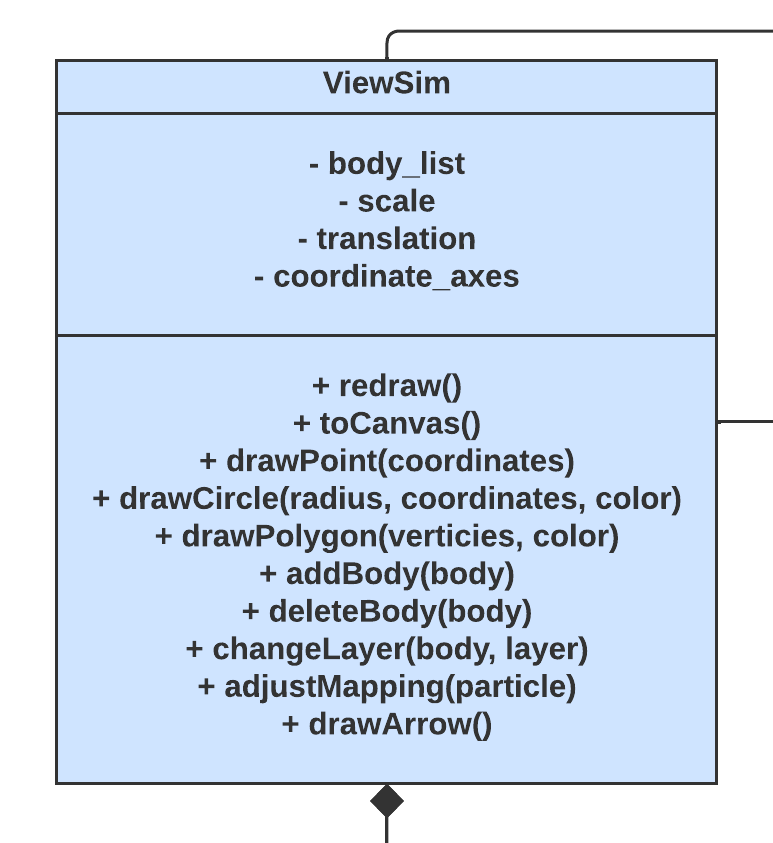 ViewSim
- body_list
- scale
- translation
- coordinate_axes
+ redraw()
+ toCanvas()
+ drawPoint(coordinates)
+ drawCircle(radius, coordinates, color)
+ drawPolygon(verticies, color)
+ addBody(body)
+ deleteBody(body)
+ changeLayer(body, layer)
+ adjustMapping(particle)
+ drawArrow()